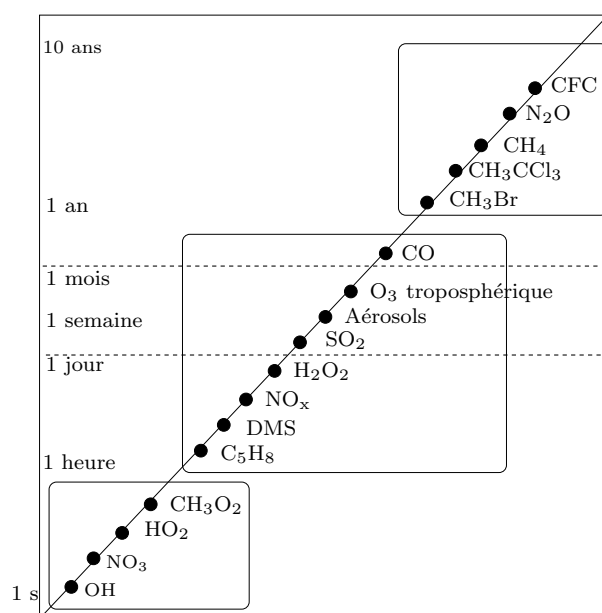 10 ans
CFC
N₂O
CH₄
CH₃CCl₃
1 an
CH₃Br
CO
1 mois
O₃ troposphérique
1 semaine
Aérosols
SO₂
1 jour
H₂O₂
NOₓ
DMS
C₅H₈
1 heure
CH₃O₂
HO₂
NO₃
OH
1 s